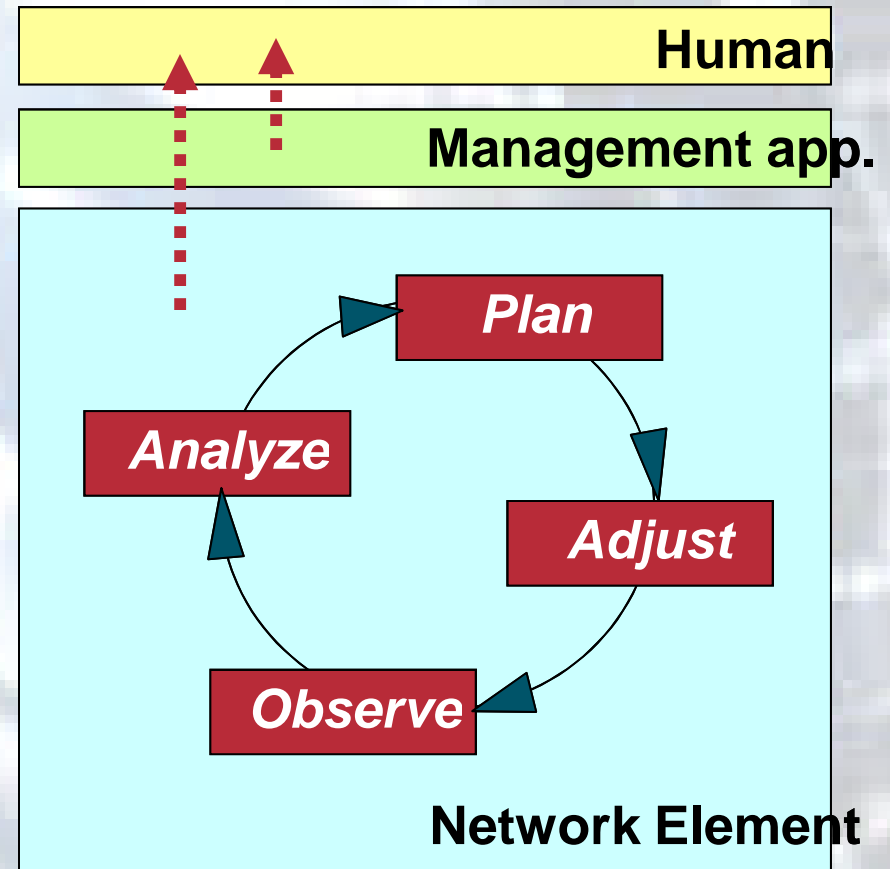 Human
Management app.
Plan
Analyze
Adjust
Observe
Network Element